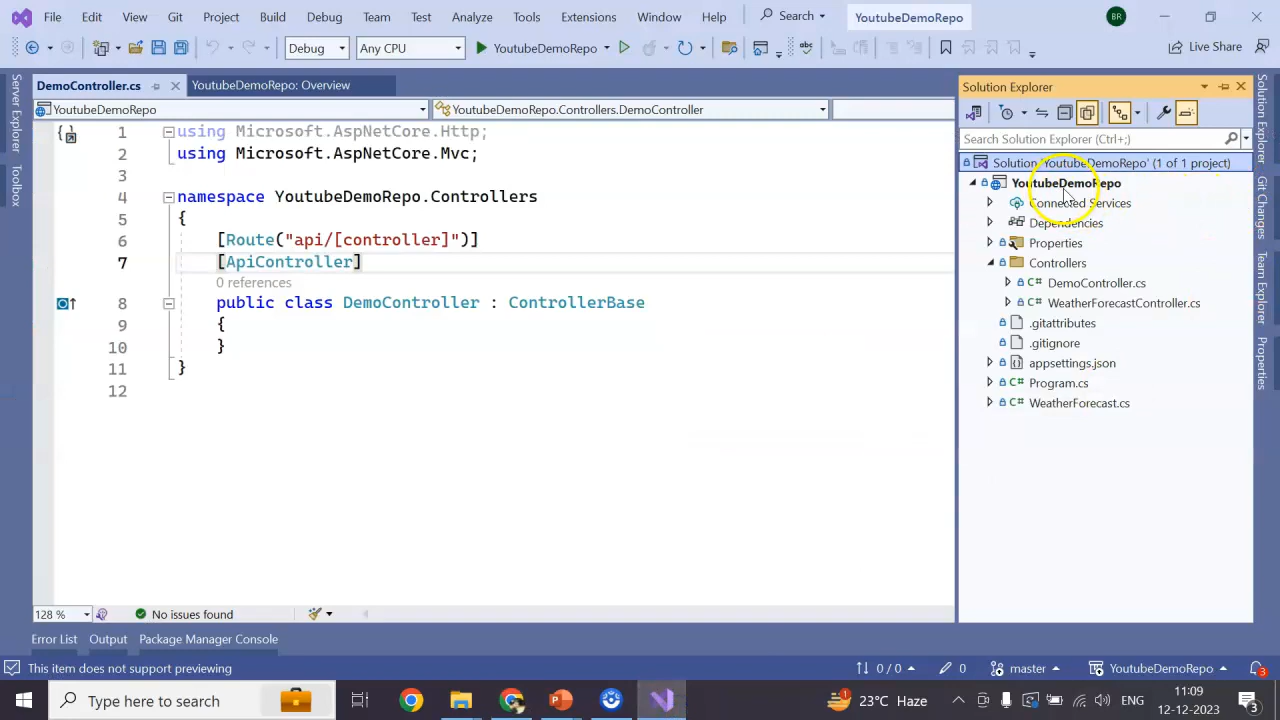 File Edit View Git Project Build Debug Team Test Tools Extensions Window Help Search YoutubeDemoRepo BR
Debug Any CPU YoutubeDemoRepo Live Share
DemoController.cs YoutubeDemoRepo: Overview
YoutubeDemoRepo YoutubeDemoRepo.Controllers.DemoController
1 using Microsoft.AspNetCore.Http;
2 using Microsoft.AspNetCore.Mvc;
3
4 namespace YoutubeDemoRepo.Controllers
5 {
6 [Route("api/[controller]")]
7 [ApiController]
0 references
8 public class DemoController : ControllerBase
9 {
10 }
11 }
12
128 % No issues found
Server Explorer
Toolbox
Solution Explorer
Search Solution Explorer (Ctrl+;)
Solution 'YoutubeDemoRepo' (1 of 1 project)
YoutubeDemoRepo
Connected Services
Dependencies
Properties
Controllers
DemoController.cs
WeatherForecastController.cs
.gitattributes
.gitignore
appsettings.json
Program.cs
WeatherForecast.cs
Solution Explorer
Git Changes
Team Explorer
Properties
Error List Output Package Manager Console
This item does not support previewing 0 / 0 0 master YoutubeDemoRepo 3
Type here to search 23°C Haze ENG 11:09
12-12-2023 3